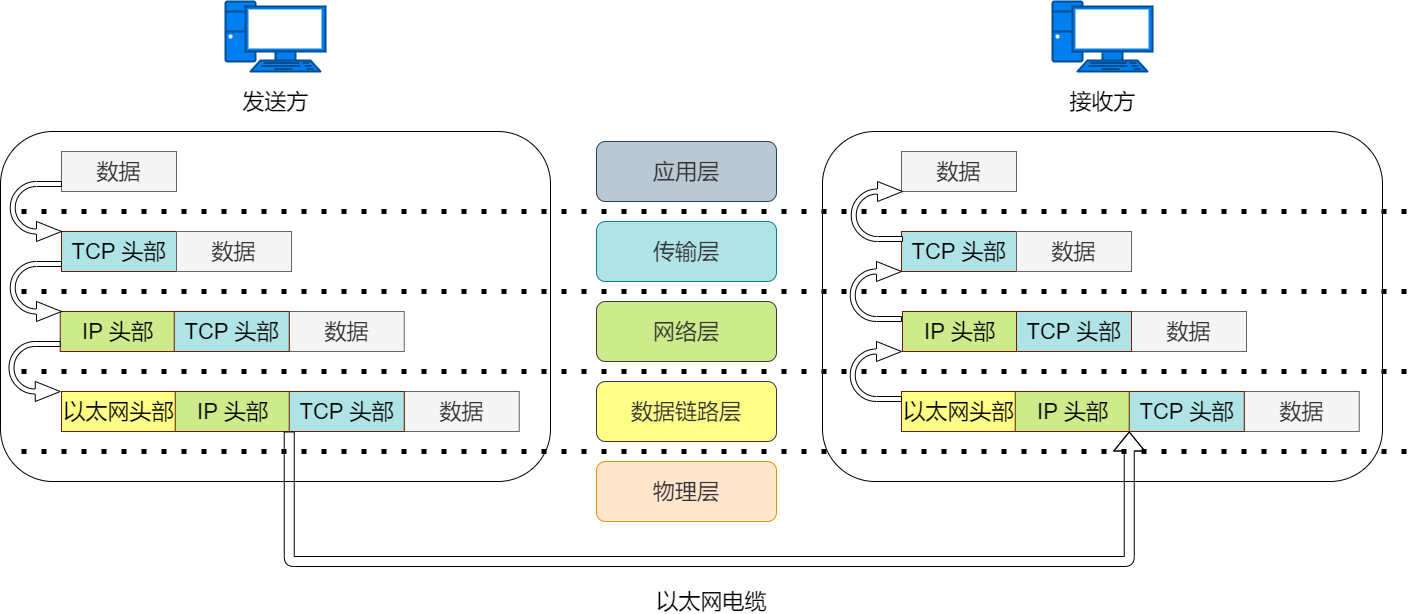 发送方
接收方
数据
应用层
数据
TCP 头部 数据
传输层
TCP 头部 数据
IP 头部 TCP 头部 数据
网络层
IP 头部 TCP 头部 数据
以太网头部 IP 头部 TCP 头部 数据
数据链路层
以太网头部 IP 头部 TCP 头部 数据
物理层
以太网电缆